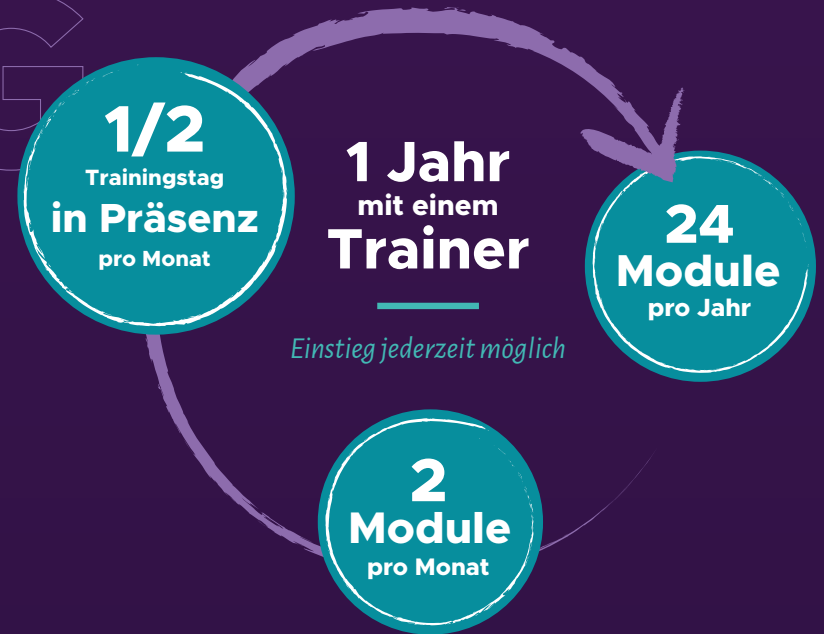 G
1/2
Trainingstag
in Präsenz
pro Monat
1 Jahr
mit einem
Trainer
Einstieg jederzeit möglich
24
Module
pro Jahr
2
Module
pro Monat